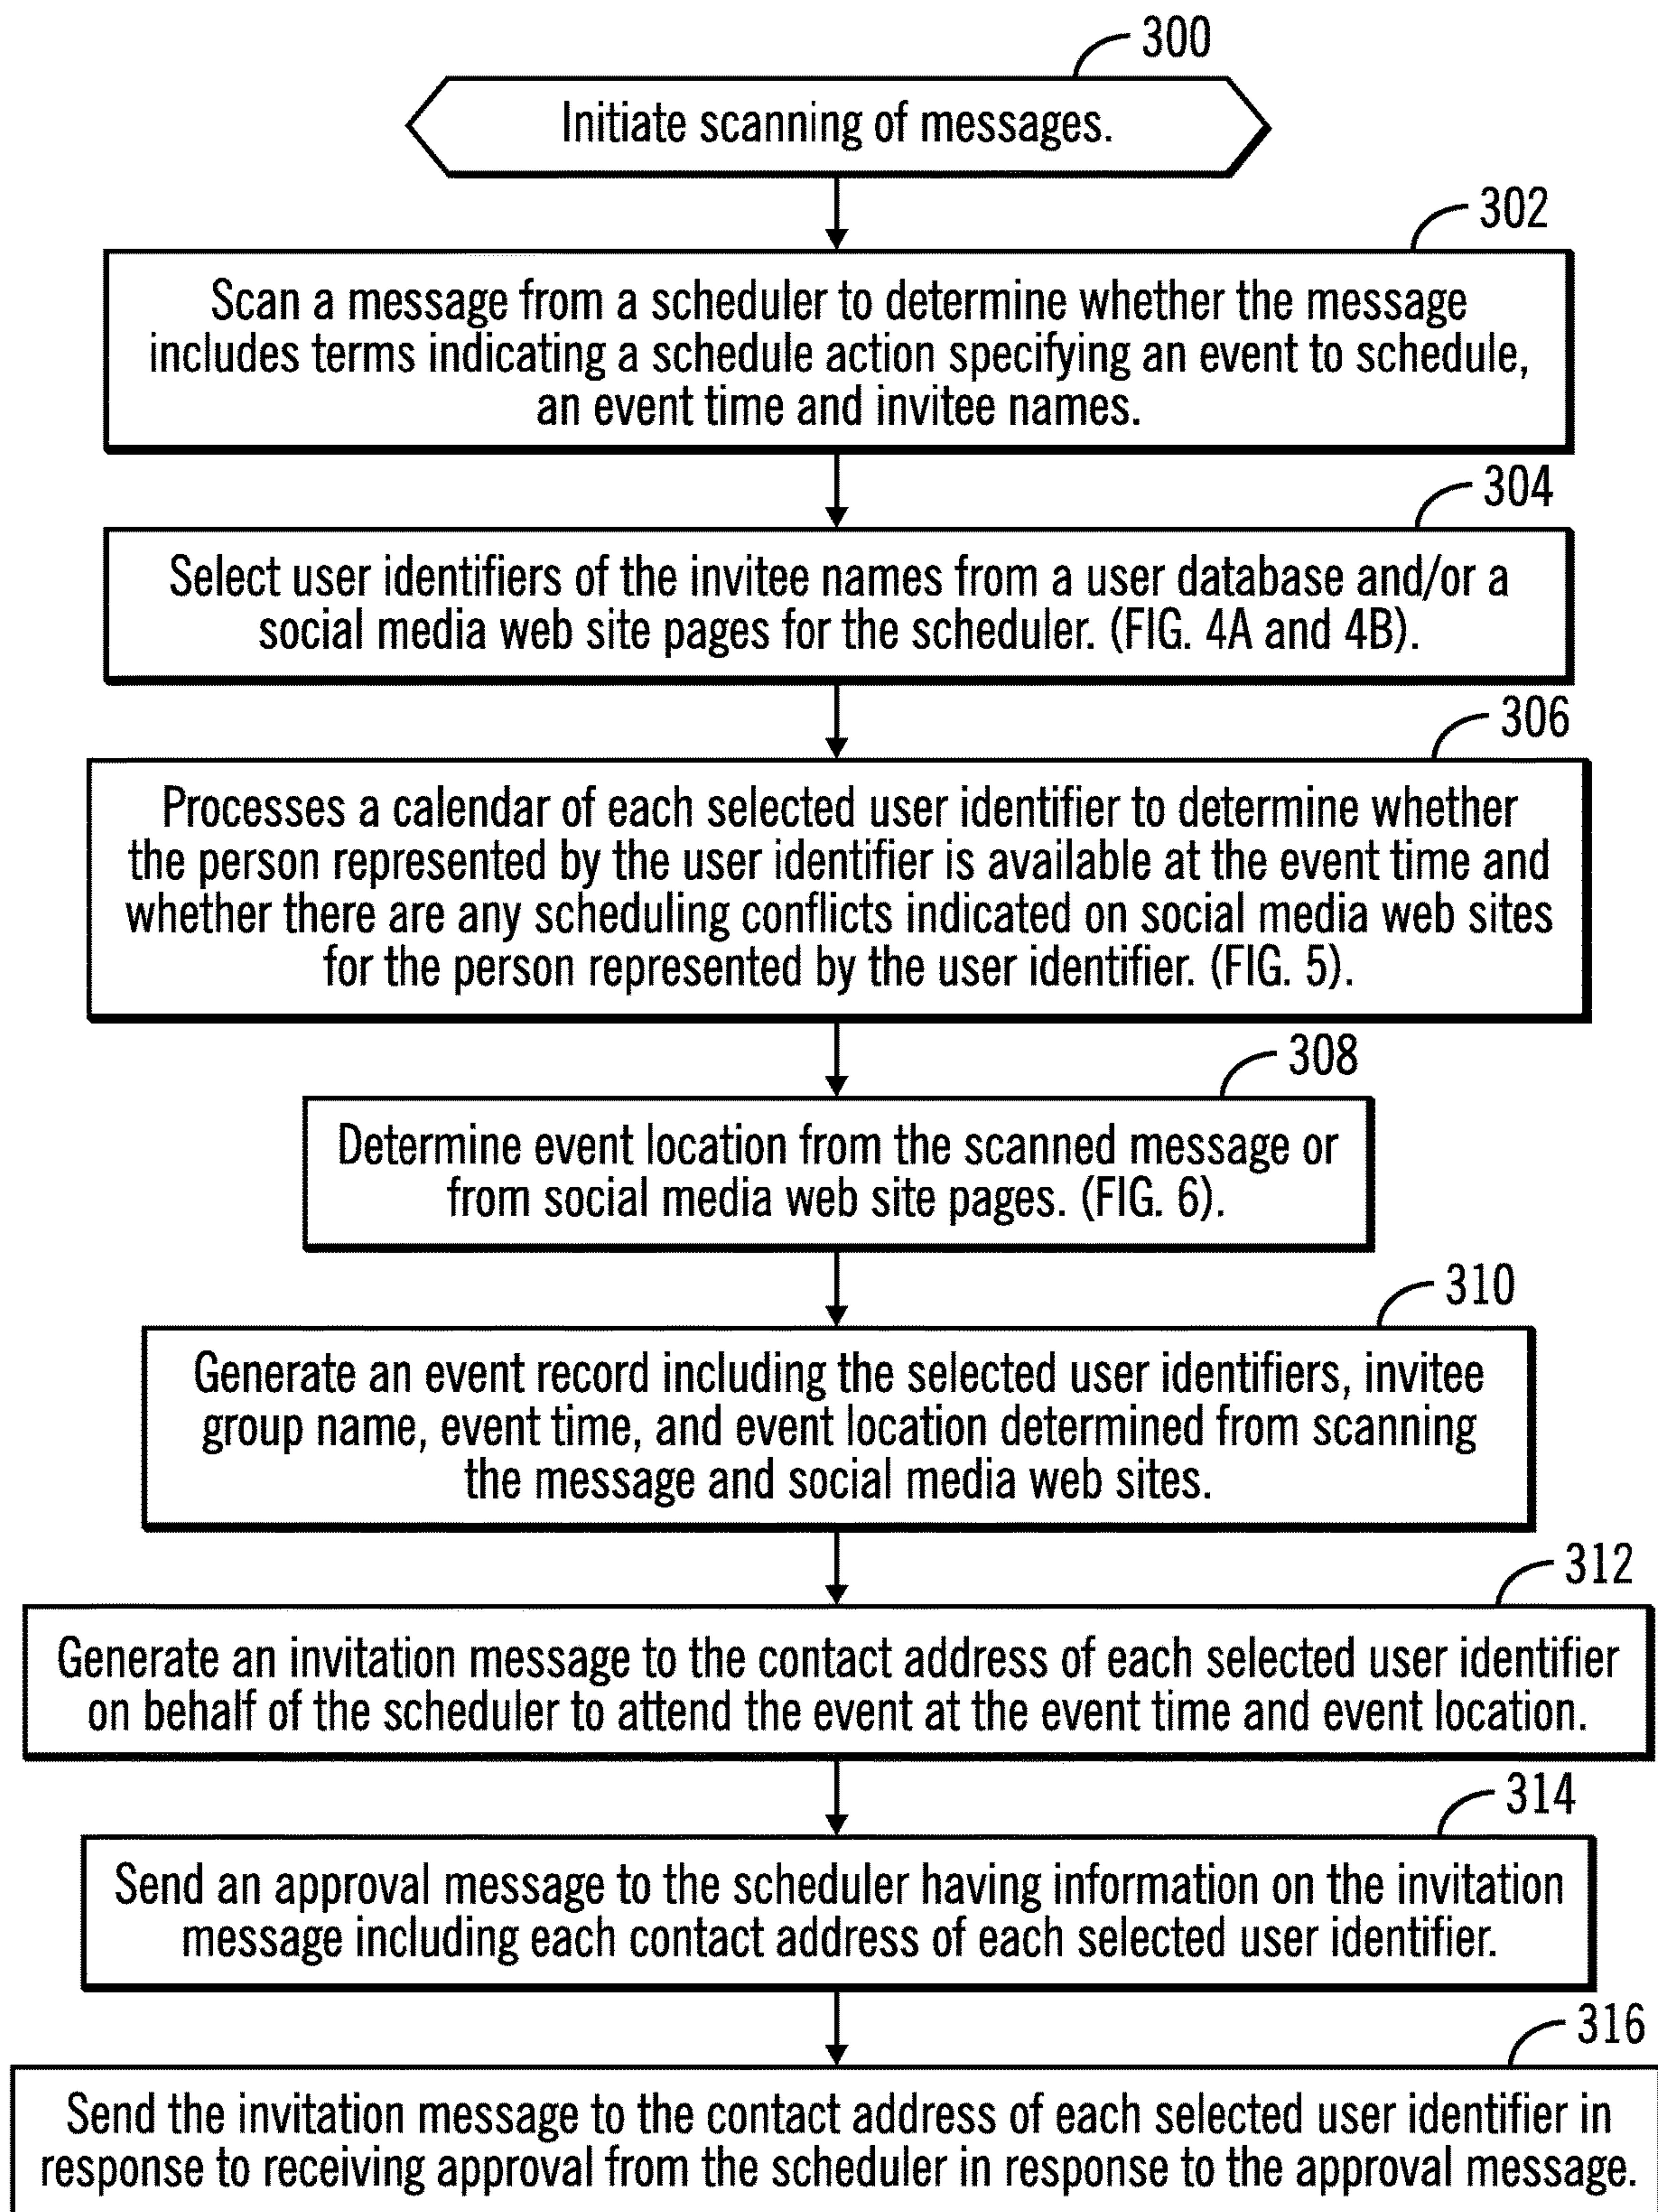 300
Initiate scanning of messages.
302
Scan a message from a scheduler to determine whether the message
includes terms indicating a schedule action specifying an event to schedule,
an event time and invitee names.
304
Select user identifiers of the invitee names from a user database and/or a
social media web site pages for the scheduler. (FIG. 4A and 4B).
306
Processes a calendar of each selected user identifier to determine whether
the person represented by the user identifier is available at the event time and
whether there are any scheduling conflicts indicated on social media web sites
for the person represented by the user identifier. (FIG. 5).
308
Determine event location from the scanned message or
from social media web site pages. (FIG. 6).
310
Generate an event record including the selected user identifiers, invitee
group name, event time, and event location determined from scanning
the message and social media web sites.
312
Generate an invitation message to the contact address of each selected user identifier
on behalf of the scheduler to attend the event at the event time and event location.
314
Send an approval message to the scheduler having information on the invitation
message including each contact address of each selected user identifier.
316
Send the invitation message to the contact address of each selected user identifier in
response to receiving approval from the scheduler in response to the approval message.